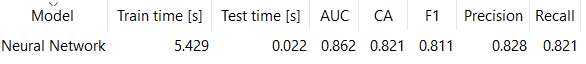 Model Train time [s] Test time [s] AUC CA F1 Precision Recall
Neural Network 5.429 0.022 0.862 0.821 0.811 0.828 0.821